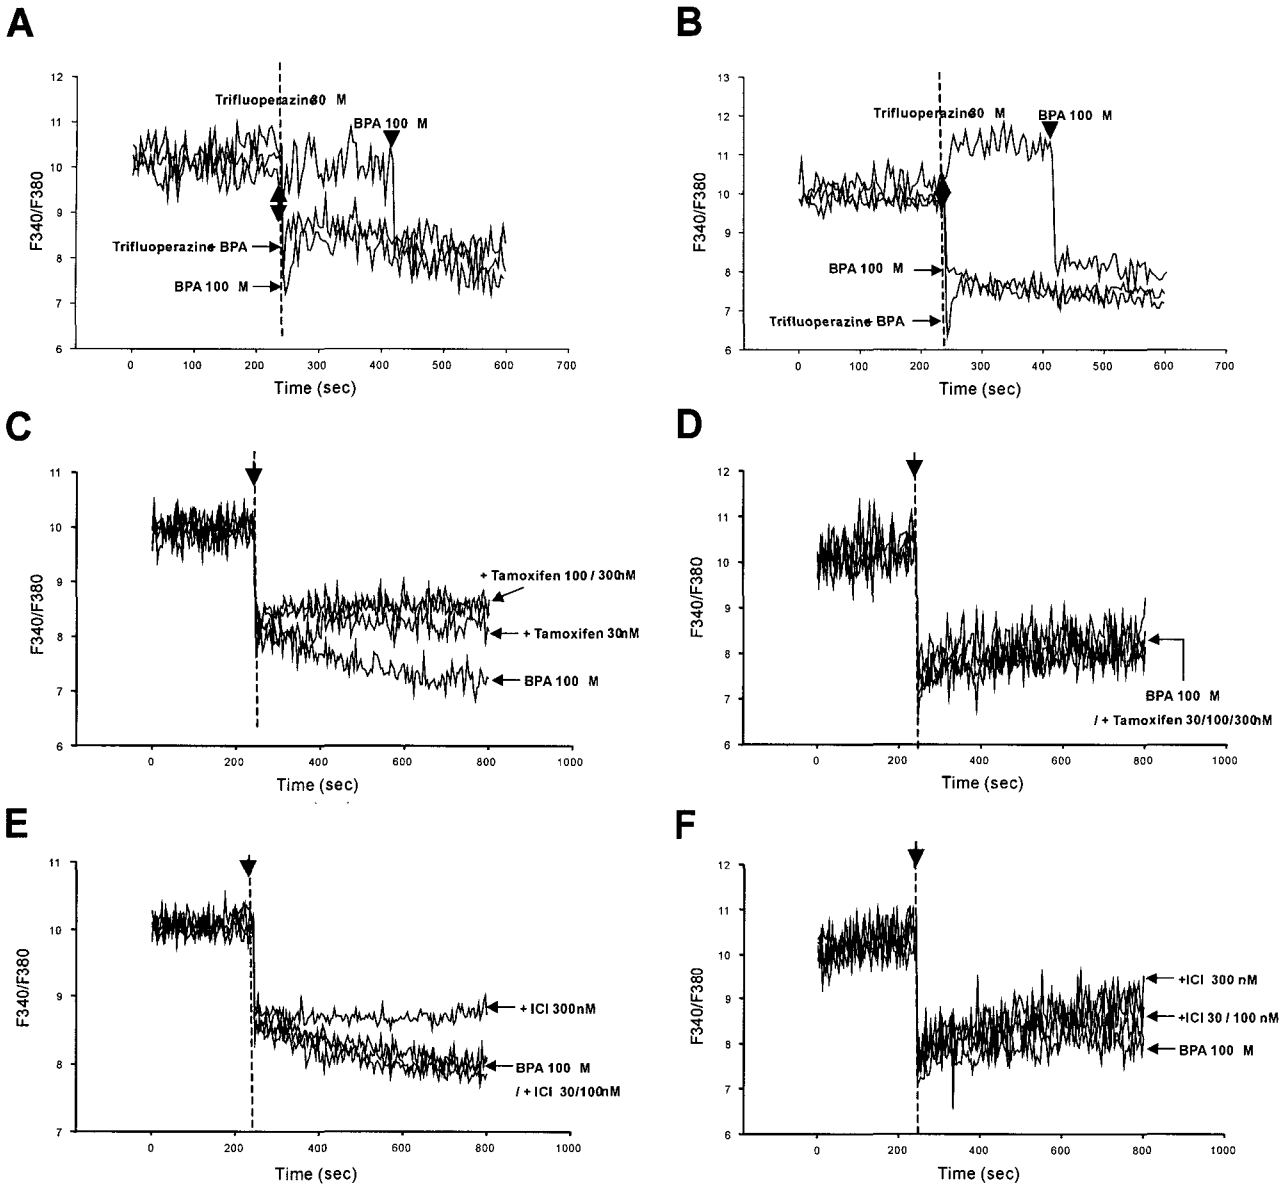 A
12
11
10
9
8
7
6
F340/F380
Trifluoperazine 30 M
BPA 100 M
Trifluoperazine + BPA
BPA 100 M
0 100 200 300 400 500 600 700
Time (sec)
B
13
12
11
10
9
8
7
6
F340/F380
Trifluoperazine 30 M
BPA 100 M
BPA 100 M
Trifluoperazine + BPA
0 100 200 300 400 500 600 700
Time (sec)
C
11
10
9
8
7
6
F340/F380
+ Tamoxifen 100 / 300nM
+ Tamoxifen 30nM
BPA 100 M
0 200 400 600 800 1000
Time (sec)
D
12
11
10
9
8
7
6
F340/F380
BPA 100 M
/ + Tamoxifen 30/100/300nM
0 200 400 600 800 1000
Time (sec)
E
11
10
9
8
7
F340/F380
+ ICI 300nM
BPA 100 M
/ + ICI 30/100nM
0 200 400 600 800 1000
Time (sec)
F
12
11
10
9
8
7
6
F340/F380
+ICI 300 nM
+ICI 30 / 100 nM
BPA 100 M
0 200 400 600 800 1000
Time (sec)